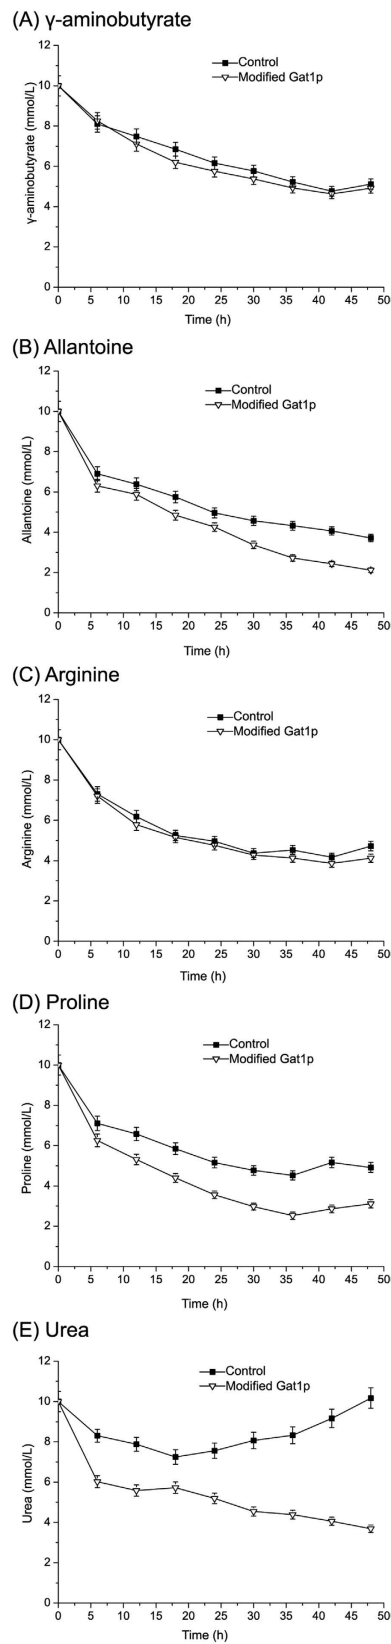 (A) γ-aminobutyrate
12
10
8
6
4
2
0
γ-aminobutyrate (mmol/L)
Control
Modified Gat1p
0 5 10 15 20 25 30 35 40 45 50
Time (h)
(B) Allantoine
12
10
8
6
4
2
0
Allantoine (mmol/L)
Control
Modified Gat1p
0 5 10 15 20 25 30 35 40 45 50
Time (h)
(C) Arginine
12
10
8
6
4
2
0
Arginine (mmol/L)
Control
Modified Gat1p
0 5 10 15 20 25 30 35 40 45 50
Time (h)
(D) Proline
12
10
8
6
4
2
0
Proline (mmol/L)
Control
Modified Gat1p
0 5 10 15 20 25 30 35 40 45 50
Time (h)
(E) Urea
12
10
8
6
4
2
0
Urea (mmol/L)
Control
Modified Gat1p
0 5 10 15 20 25 30 35 40 45 50
Time (h)